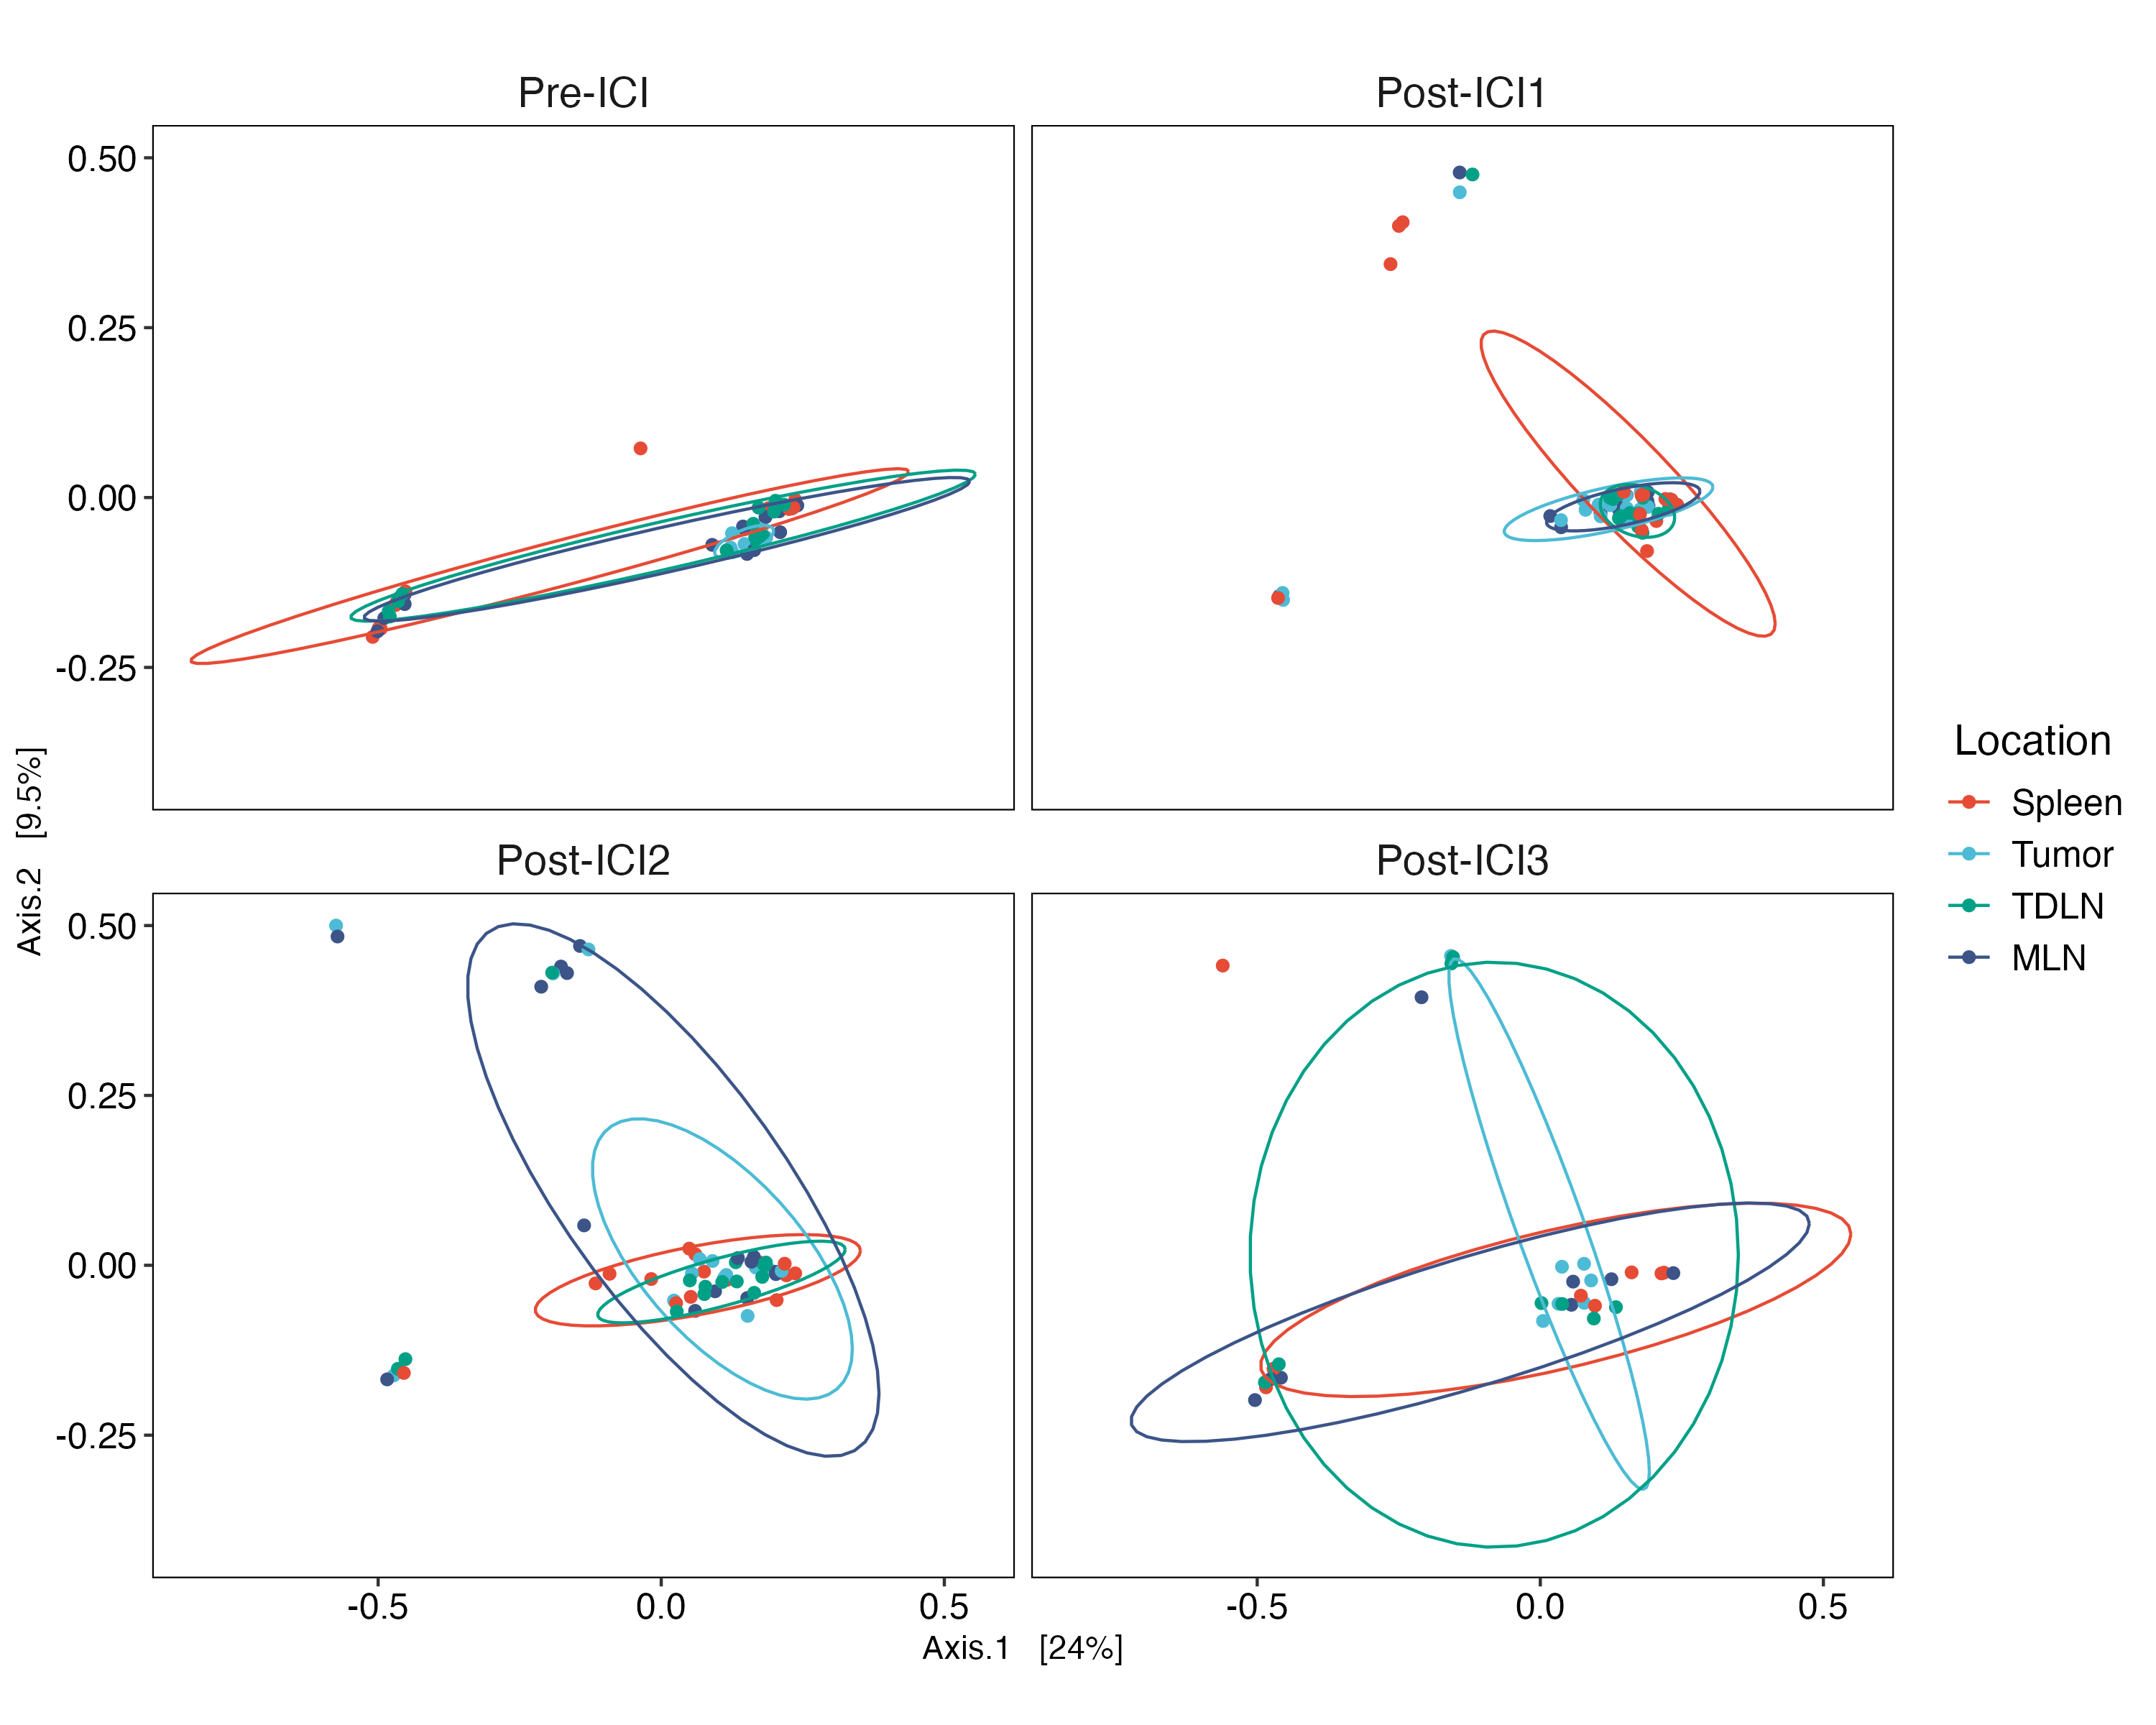 Pre-ICI
Post-ICI1
0.50
0.25
0.00
-0.25
Post-ICI2
Post-ICI3
0.50
0.25
0.00
-0.25
-0.5
0.0
0.5
-0.5
0.0
0.5
Axis.1 [24%]
Axis.2 [9.5%]
Location
Spleen
Tumor
TDLN
MLN